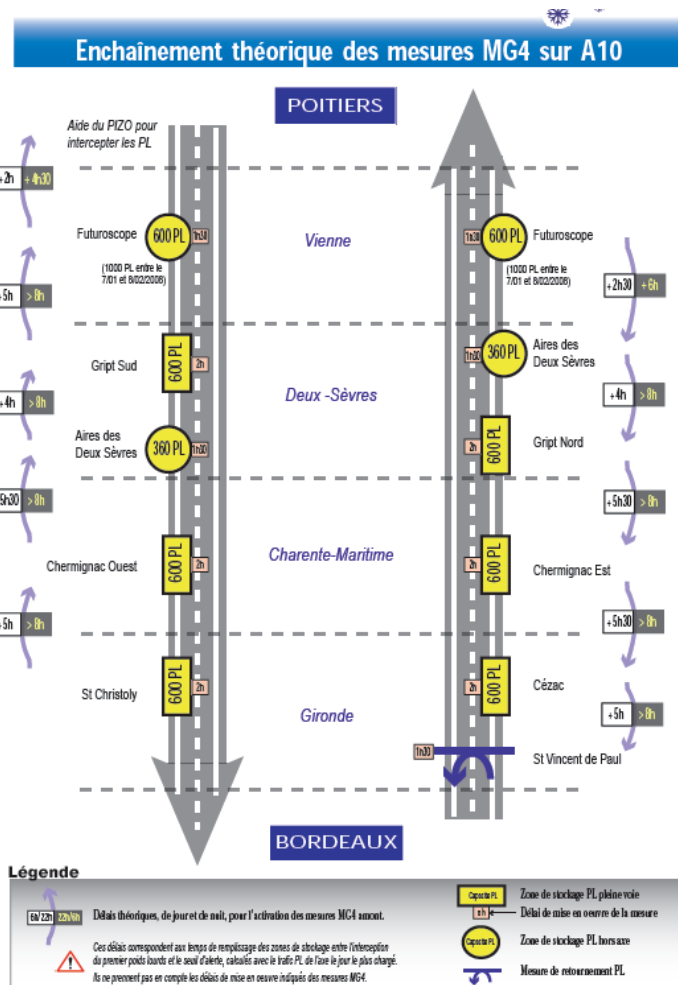 Enchaînement théorique des mesures MG4 sur A10
POITIERS
Aide du PIZO pour
intercepter les PL
+2h + 4h30
Futuroscope
600 PL
1h30
(1000 PL entre le
7/01 et 8/02/2008)
Vienne
1h30
600 PL
Futuroscope
(1000 PL entre le
7/01 et 8/02/2008)
+2h30 +6h
+5h > 8h
Gript Sud
600 PL
2h
1h30
360 PL
Aires des
Deux Sèvres
Deux -Sèvres
+4h > 8h
+4h > 8h
Aires des
Deux Sèvres
360 PL
1h30
2h
600 PL
Gript Nord
5h30 > 8h
+5h30 > 8h
Charente-Maritime
Chermignac Ouest
600 PL
2h
2h
600 PL
Chermignac Est
+5h > 8h
+5h30 > 8h
St Christoly
600 PL
2h
2h
600 PL
Cézac
Gironde
+5h > 8h
1h30
St Vincent de Paul
BORDEAUX
Légende
6h/22h 22h/6h
Délais théoriques, de jour et de nuit, pour l'activation des mesures MG4 amont.
Ces délais correspondent aux temps de remplissage des zones de stockage entre l'interception
du premier poids lourds et le seuil d'alerte, calculés avec le trafic PL de l'axe le jour le plus chargé.
Ils ne prennent pas en compte les délais de mise en oeuvre indiqués des mesures MG4.
Capacité PL
Zone de stockage PL pleine voie
Délai de mise en oeuvre de la mesure
Capacité PL
Zone de stockage PL hors axe
Mesure de retournement PL